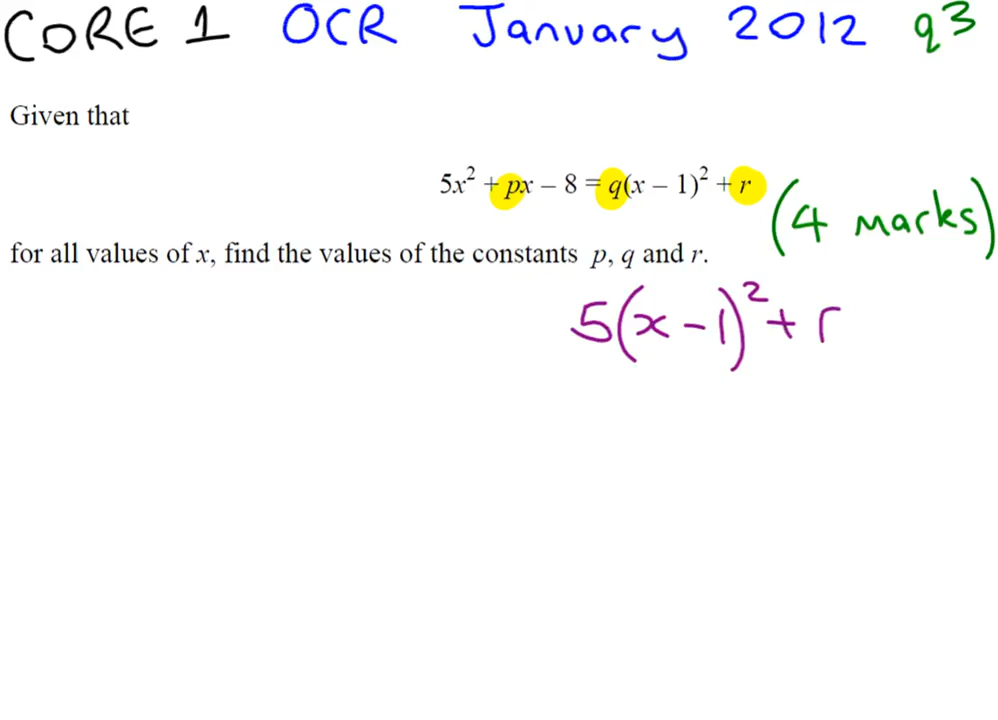 CORE 1 OCR January 2012 q3
Given that
5x² + px – 8 = q(x – 1)² + r
(4 marks)
for all values of x, find the values of the constants p, q and r.
5(x – 1)² + r